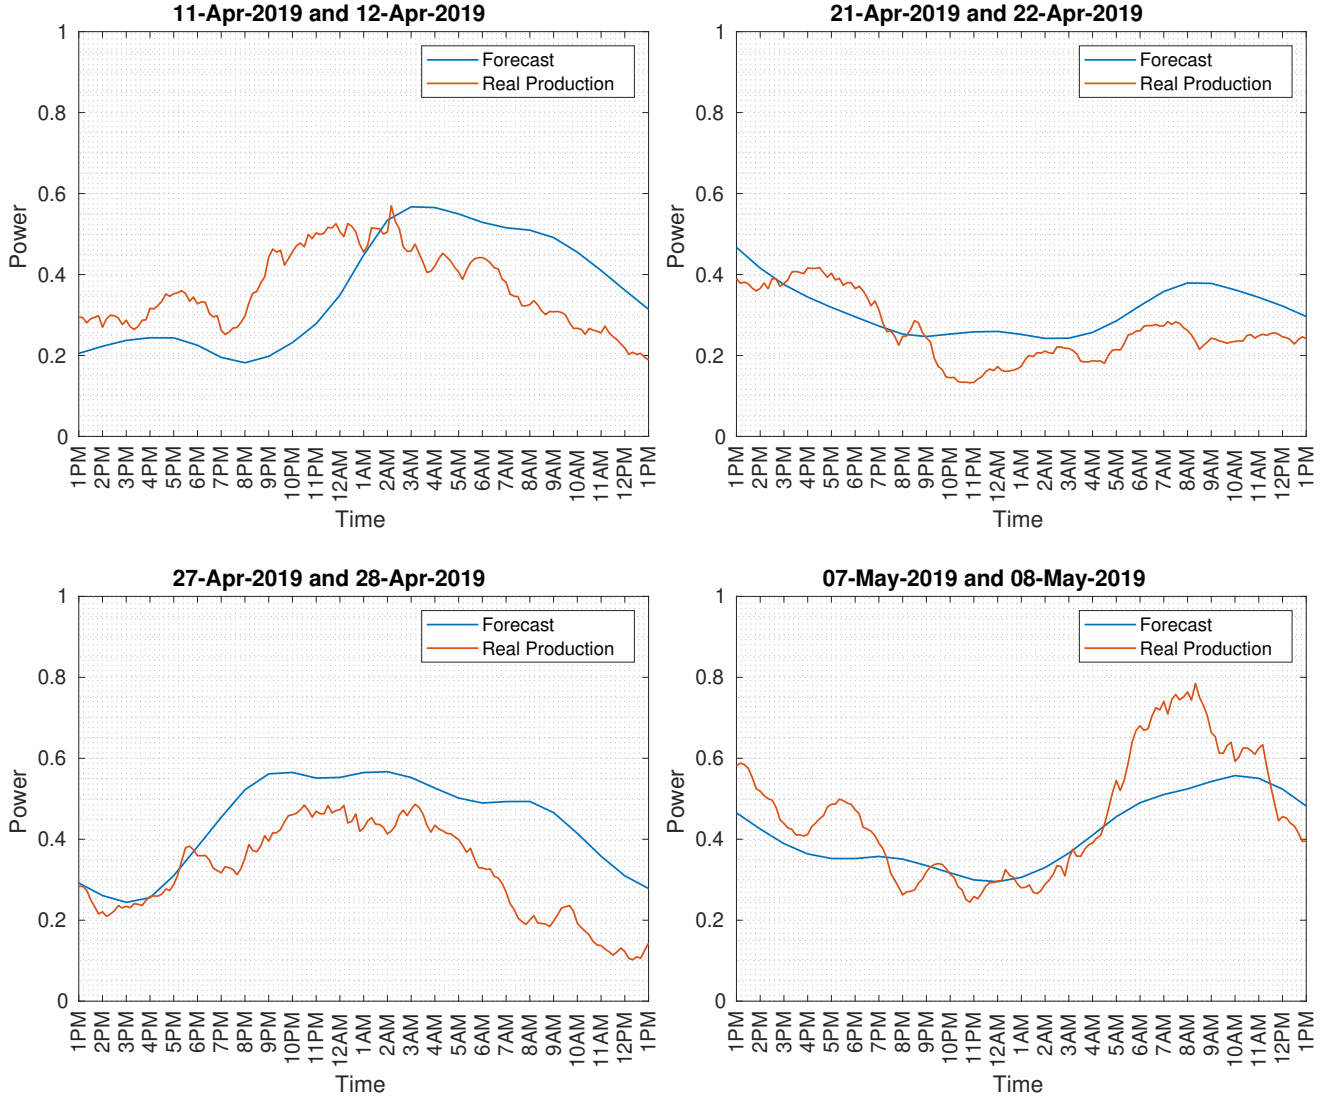 11-Apr-2019 and 12-Apr-2019
1
0.8
0.6
0.4
0.2
0
Power
Forecast
Real Production
1PM 2PM 3PM 4PM 5PM 6PM 7PM 8PM 9PM 10PM 11PM 12AM 1AM 2AM 3AM 4AM 5AM 6AM 7AM 8AM 9AM 10AM 11AM 12PM 1PM
Time
21-Apr-2019 and 22-Apr-2019
1
0.8
0.6
0.4
0.2
0
Power
Forecast
Real Production
1PM 2PM 3PM 4PM 5PM 6PM 7PM 8PM 9PM 10PM 11PM 12AM 1AM 2AM 3AM 4AM 5AM 6AM 7AM 8AM 9AM 10AM 11AM 12PM 1PM
Time
27-Apr-2019 and 28-Apr-2019
1
0.8
0.6
0.4
0.2
0
Power
Forecast
Real Production
1PM 2PM 3PM 4PM 5PM 6PM 7PM 8PM 9PM 10PM 11PM 12AM 1AM 2AM 3AM 4AM 5AM 6AM 7AM 8AM 9AM 10AM 11AM 12PM 1PM
Time
07-May-2019 and 08-May-2019
1
0.8
0.6
0.4
0.2
0
Power
Forecast
Real Production
1PM 2PM 3PM 4PM 5PM 6PM 7PM 8PM 9PM 10PM 11PM 12AM 1AM 2AM 3AM 4AM 5AM 6AM 7AM 8AM 9AM 10AM 11AM 12PM 1PM
Time